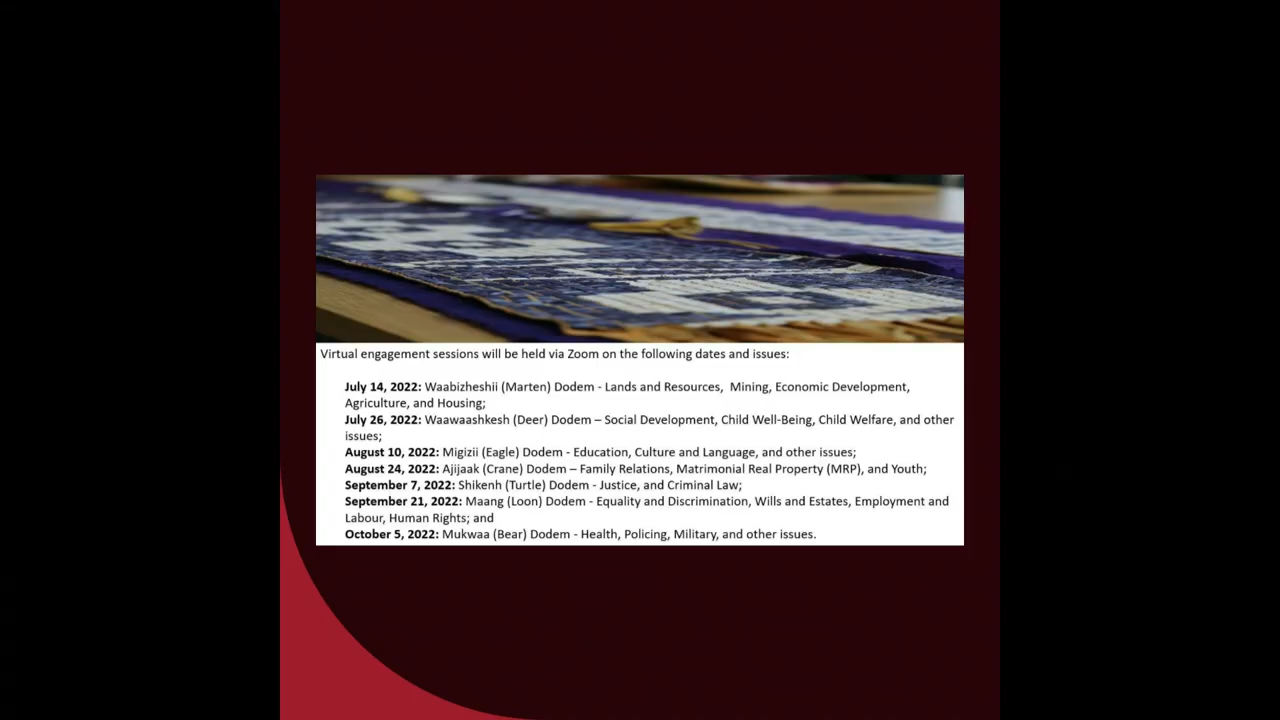 Virtual engagement sessions will be held via Zoom on the following dates and issues:
July 14, 2022: Waabizheshii (Marten) Dodem - Lands and Resources,  Mining, Economic Development,
Agriculture, and Housing;
July 26, 2022: Waawaashkesh (Deer) Dodem – Social Development, Child Well-Being, Child Welfare, and other
issues;
August 10, 2022: Migizii (Eagle) Dodem - Education, Culture and Language, and other issues;
August 24, 2022: Ajijaak (Crane) Dodem – Family Relations, Matrimonial Real Property (MRP), and Youth;
September 7, 2022: Shikenh (Turtle) Dodem - Justice, and Criminal Law;
September 21, 2022: Maang (Loon) Dodem - Equality and Discrimination, Wills and Estates, Employment and
Labour, Human Rights; and
October 5, 2022: Mukwaa (Bear) Dodem - Health, Policing, Military, and other issues.